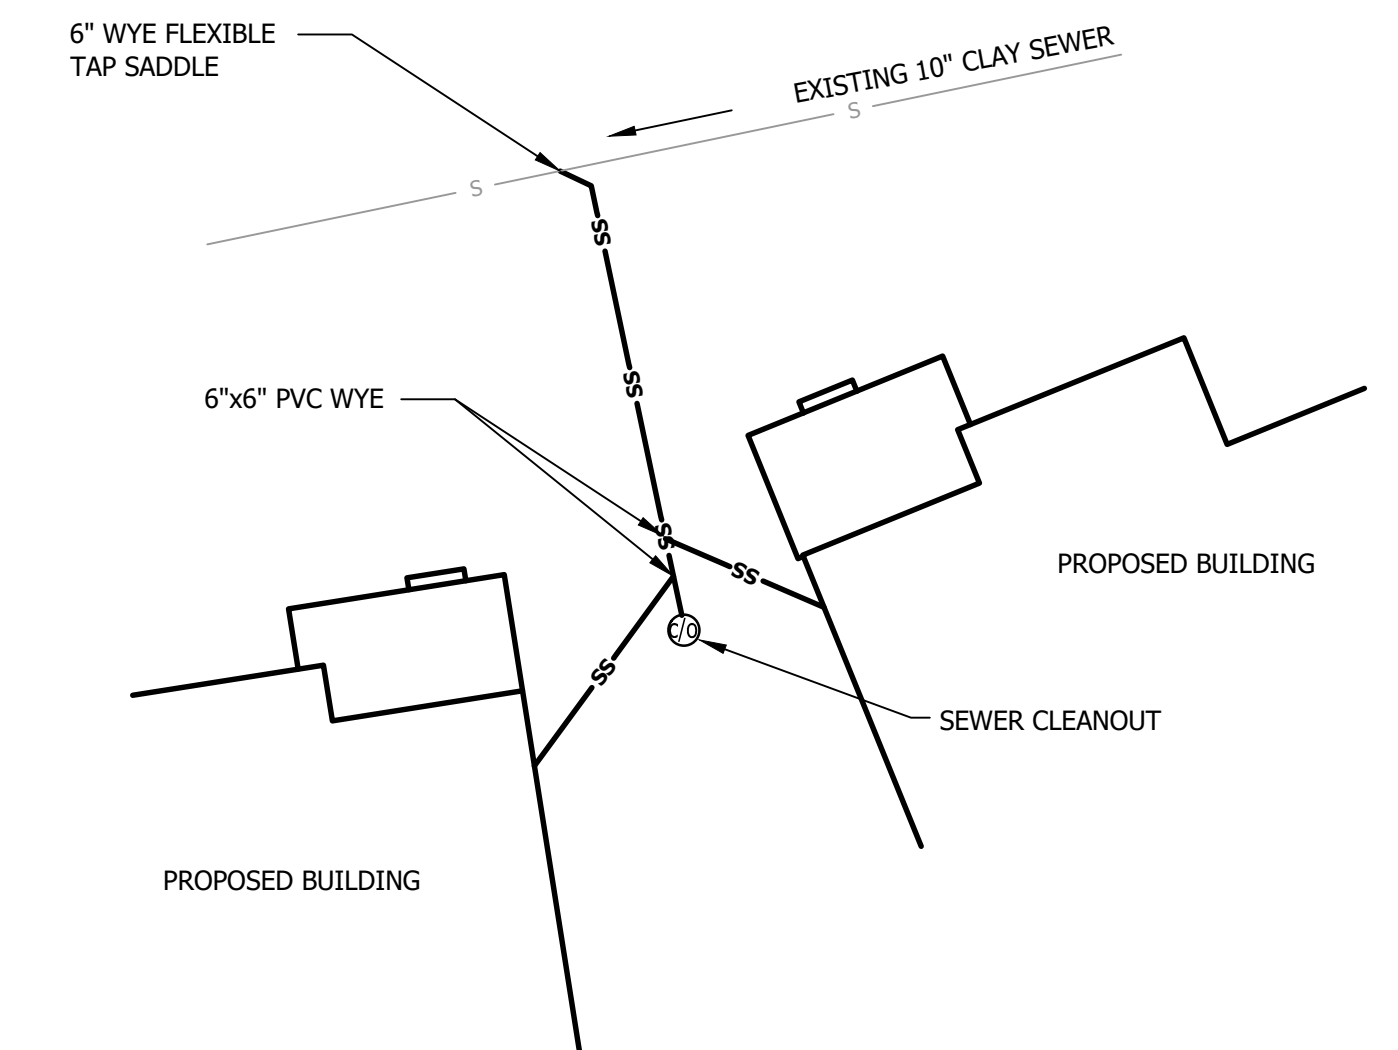 6" WYE FLEXIBLE
TAP SADDLE
EXISTING 10" CLAY SEWER
S
S
SS
SS
6"x6" PVC WYE
SS
SS
PROPOSED BUILDING
C/O
SS
SEWER CLEANOUT
PROPOSED BUILDING